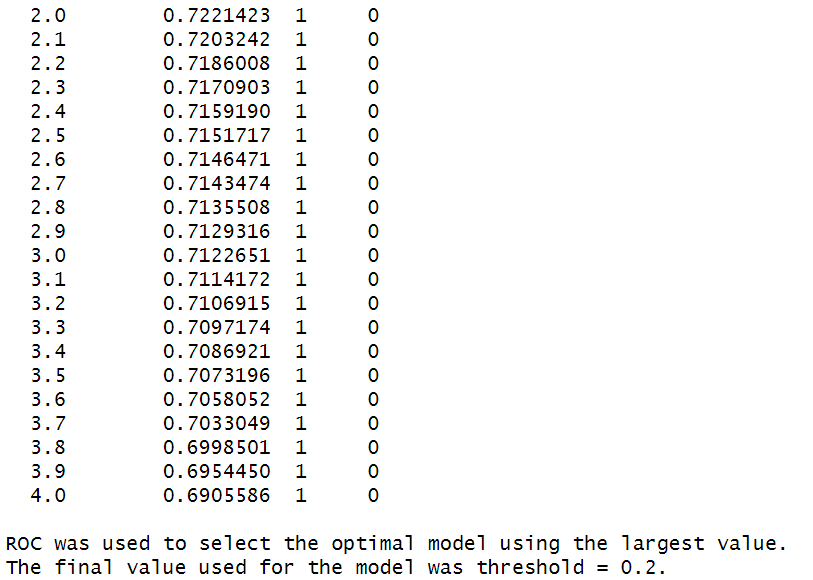 2.0 0.7221423 1 0
2.1 0.7203242 1 0
2.2 0.7186008 1 0
2.3 0.7170903 1 0
2.4 0.7159190 1 0
2.5 0.7151717 1 0
2.6 0.7146471 1 0
2.7 0.7143474 1 0
2.8 0.7135508 1 0
2.9 0.7129316 1 0
3.0 0.7122651 1 0
3.1 0.7114172 1 0
3.2 0.7106915 1 0
3.3 0.7097174 1 0
3.4 0.7086921 1 0
3.5 0.7073196 1 0
3.6 0.7058052 1 0
3.7 0.7033049 1 0
3.8 0.6998501 1 0
3.9 0.6954450 1 0
4.0 0.6905586 1 0
ROC was used to select the optimal model using the largest value.
The final value used for the model was threshold = 0.2.